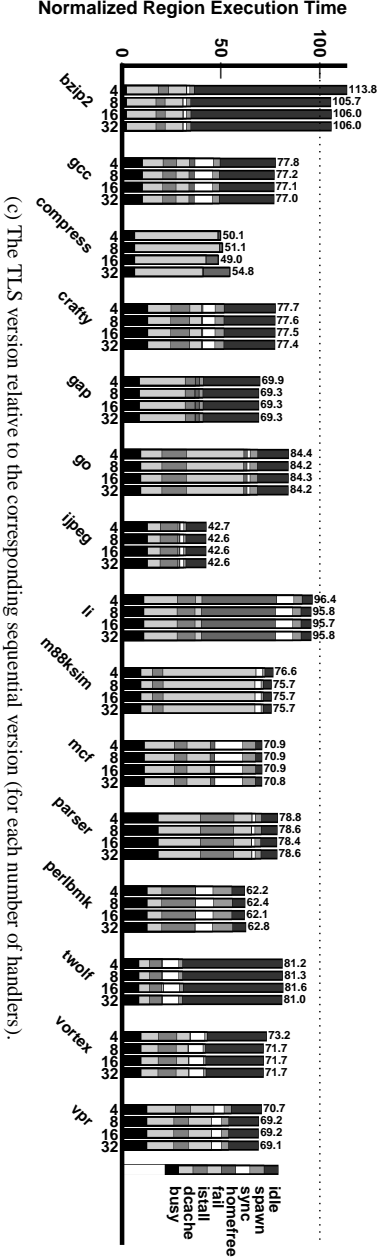 Normalized Region Execution Time
0
50
100
bzip2
4 113.8
8 105.7
16 106.0
32 106.0
gcc
4 77.8
8 77.2
16 77.1
32 77.0
compress
4 50.1
8 51.1
16 49.0
32 54.8
crafty
4 77.7
8 77.6
16 77.5
32 77.4
gap
4 69.9
8 69.3
16 69.3
32 69.3
go
4 84.4
8 84.2
16 84.3
32 84.2
ijpeg
4 42.7
8 42.6
16 42.6
32 42.6
li
4 96.4
8 95.8
16 95.7
32 95.8
m88ksim
4 76.6
8 75.7
16 75.7
32 75.7
mcf
4 70.9
8 70.9
16 70.9
32 70.8
parser
4 78.8
8 78.6
16 78.4
32 78.6
perlbmk
4 62.2
8 62.4
16 62.1
32 62.8
twolf
4 81.2
8 81.3
16 81.6
32 81.0
vortex
4 73.2
8 71.7
16 71.7
32 71.7
vpr
4 70.7
8 69.2
16 69.2
32 69.1
idle
spawn
sync
homefree
fail
istall
dcache
busy
(c) The TLS version relative to the corresponding sequential version (for each number of handlers).